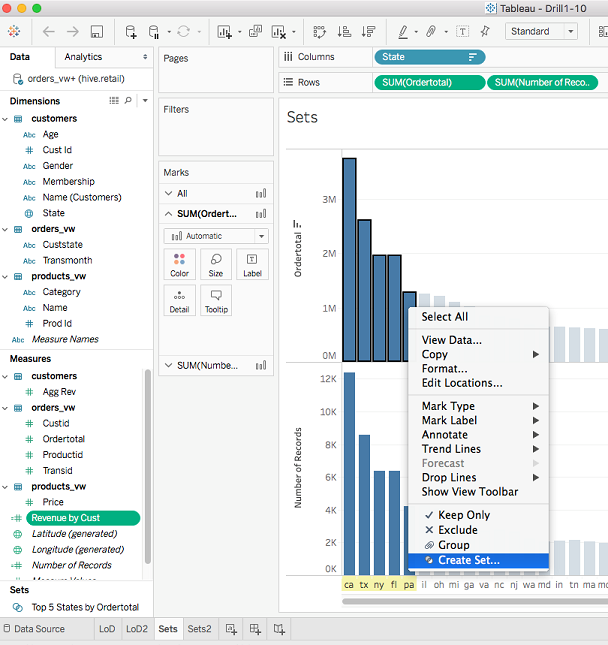 Tableau - Drill1-10
Standard
Data
Analytics
Pages
Columns
State
orders_vw+ (hive.retail)
Rows
SUM(Ordertotal)
SUM(Number of Reco..
Dimensions
Filters
Sets
customers
Age
Cust Id
Gender
Membership
Name (Customers)
State
orders_vw
Custstate
Transmonth
products_vw
Category
Name
Prod Id
Measure Names
Marks
All
SUM(Ordert...
Automatic
Color
Size
Label
Detail
Tooltip
SUM(Numbe...
Measures
customers
Agg Rev
orders_vw
Custid
Ordertotal
Productid
Transid
products_vw
Price
Revenue by Cust
Latitude (generated)
Longitude (generated)
Number of Records
Sets
Top 5 States by Ordertotal
Ordertotal
3M
2M
1M
0M
Number of Records
12K
10K
8K
6K
4K
2K
0K
Select All
View Data...
Copy
Format...
Edit Locations...
Mark Type
Mark Label
Annotate
Trend Lines
Forecast
Drop Lines
Show View Toolbar
Keep Only
Exclude
Group
Create Set...
ca tx ny fl pa il oh mi ga va nc nj wa md in tn ma mo
Data Source
LoD
LoD2
Sets
Sets2